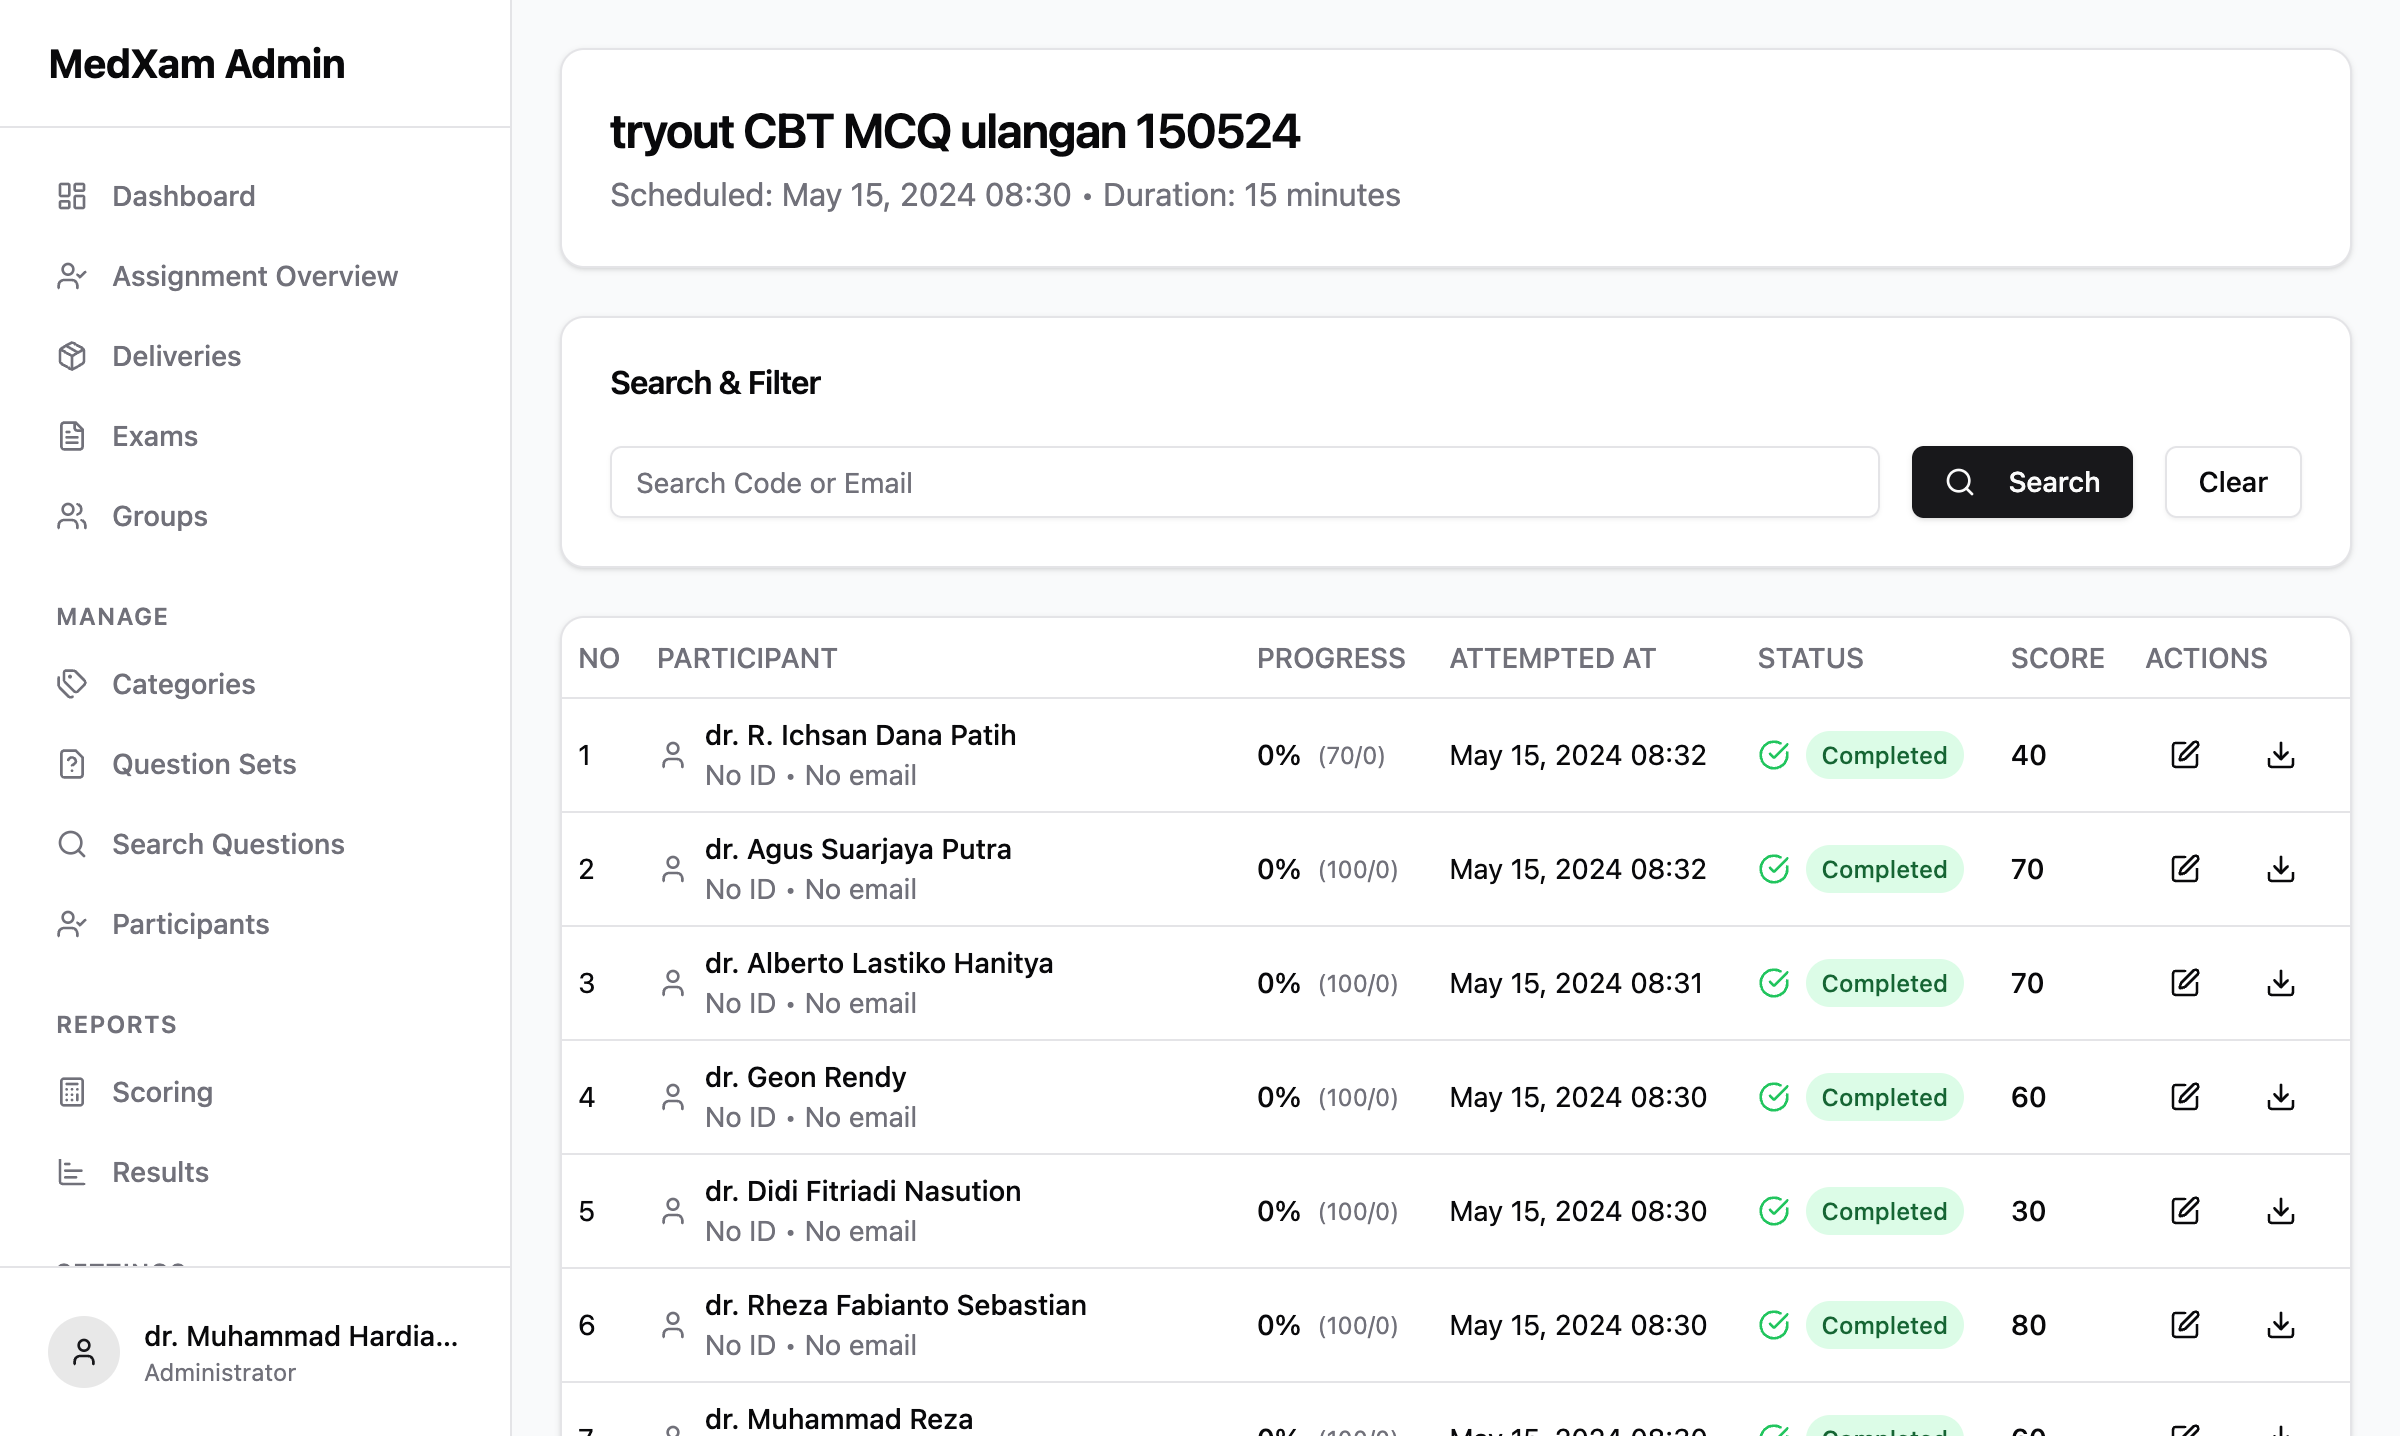 MedXam Admin
Dashboard
Assignment Overview
Deliveries
Exams
Groups
MANAGE
Categories
Question Sets
Search Questions
Participants
REPORTS
Scoring
Results
dr. Muhammad Hardia...
Administrator
tryout CBT MCQ ulangan 150524
Scheduled: May 15, 2024 08:30 • Duration: 15 minutes
Search & Filter
Search Code or Email
Search
Clear
NO PARTICIPANT PROGRESS ATTEMPTED AT STATUS SCORE ACTIONS
1 dr. R. Ichsan Dana Patih 0% (70/0) May 15, 2024 08:32 Completed 40
No ID • No email
2 dr. Agus Suarjaya Putra 0% (100/0) May 15, 2024 08:32 Completed 70
No ID • No email
3 dr. Alberto Lastiko Hanitya 0% (100/0) May 15, 2024 08:31 Completed 70
No ID • No email
4 dr. Geon Rendy 0% (100/0) May 15, 2024 08:30 Completed 60
No ID • No email
5 dr. Didi Fitriadi Nasution 0% (100/0) May 15, 2024 08:30 Completed 30
No ID • No email
6 dr. Rheza Fabianto Sebastian 0% (100/0) May 15, 2024 08:30 Completed 80
No ID • No email
dr. Muhammad Reza